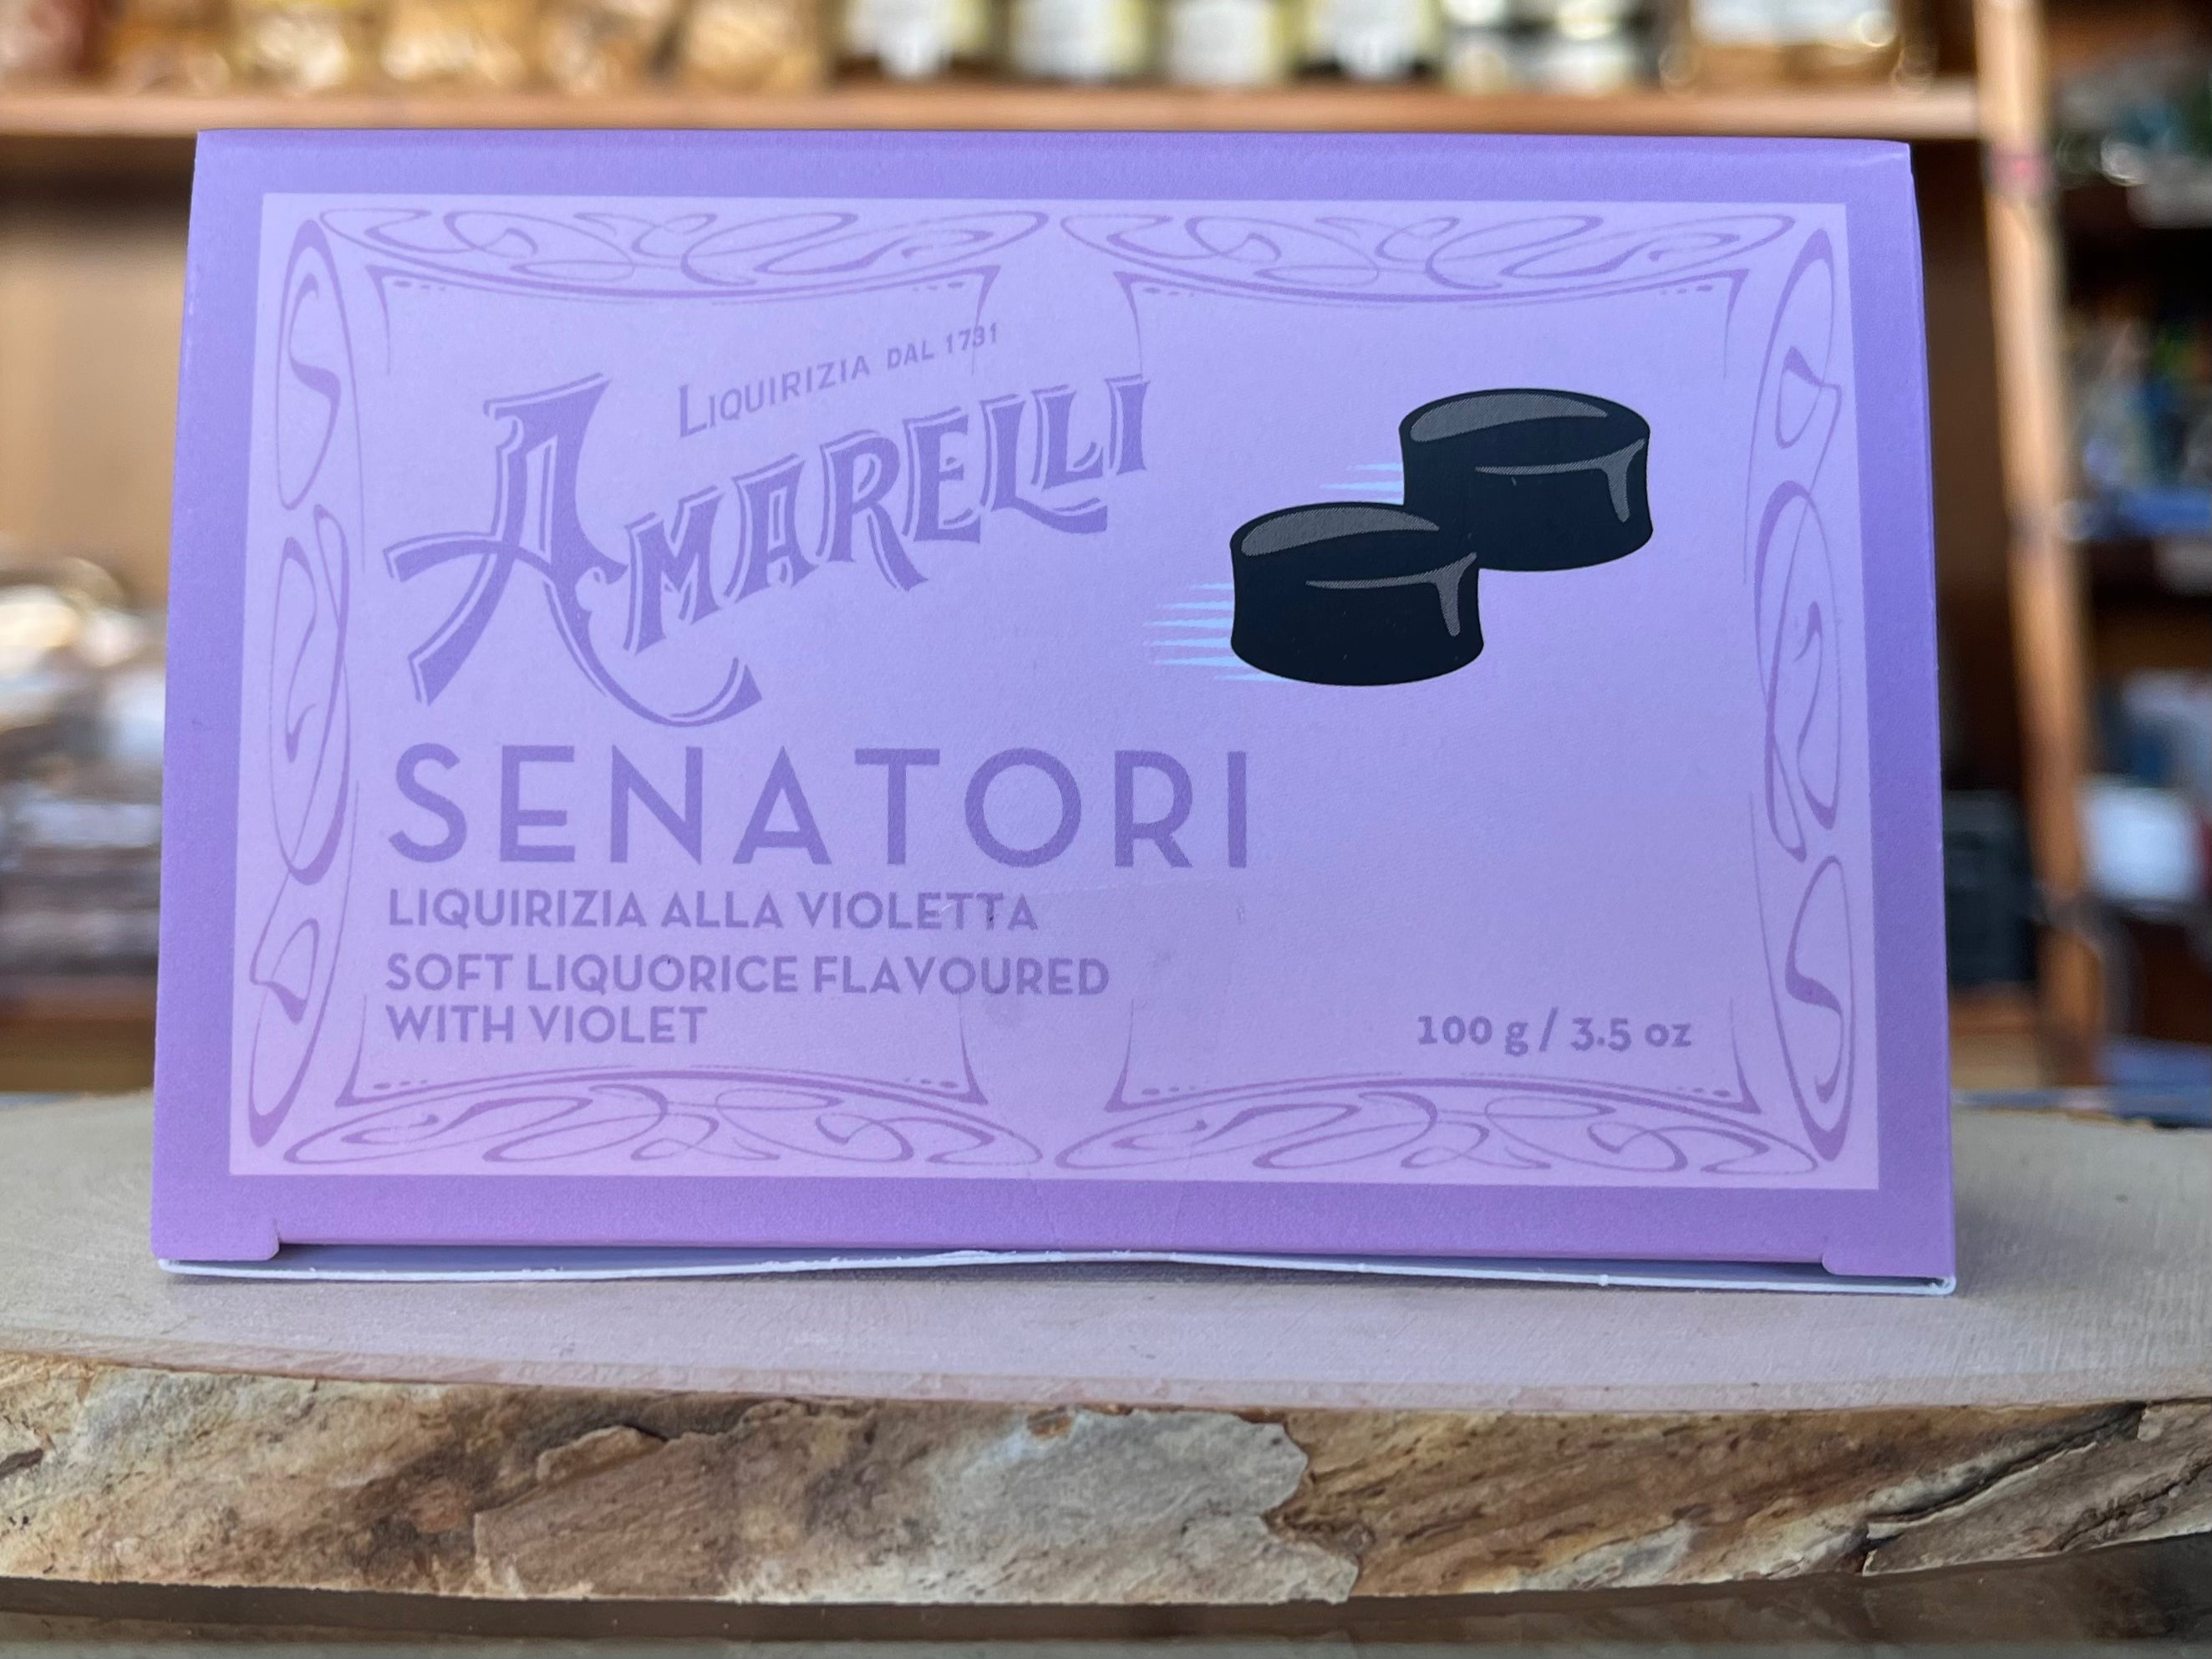 LIQUIRIZIA DAL 1731
AMARELLI
SENATORI
LIQUIRIZIA ALLA VIOLETTA
SOFT LIQUORICE FLAVOURED
WITH VIOLET
100 g / 3.5 oz